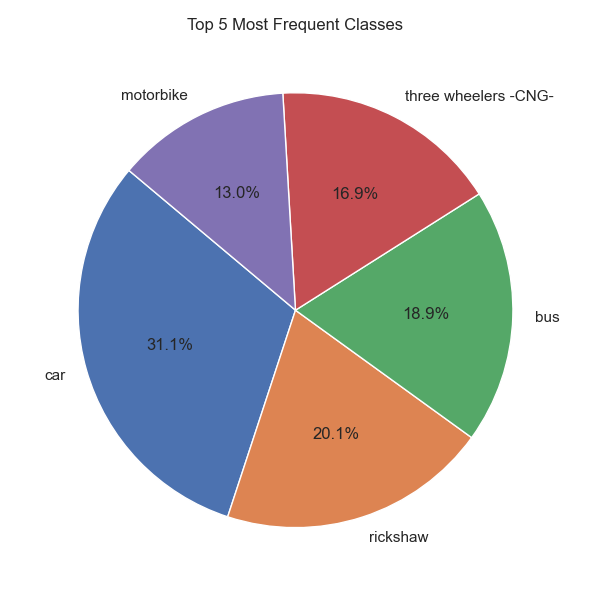 Top 5 Most Frequent Classes
motorbike
three wheelers -CNG-
13.0%
16.9%
18.9%
bus
31.1%
car
20.1%
rickshaw